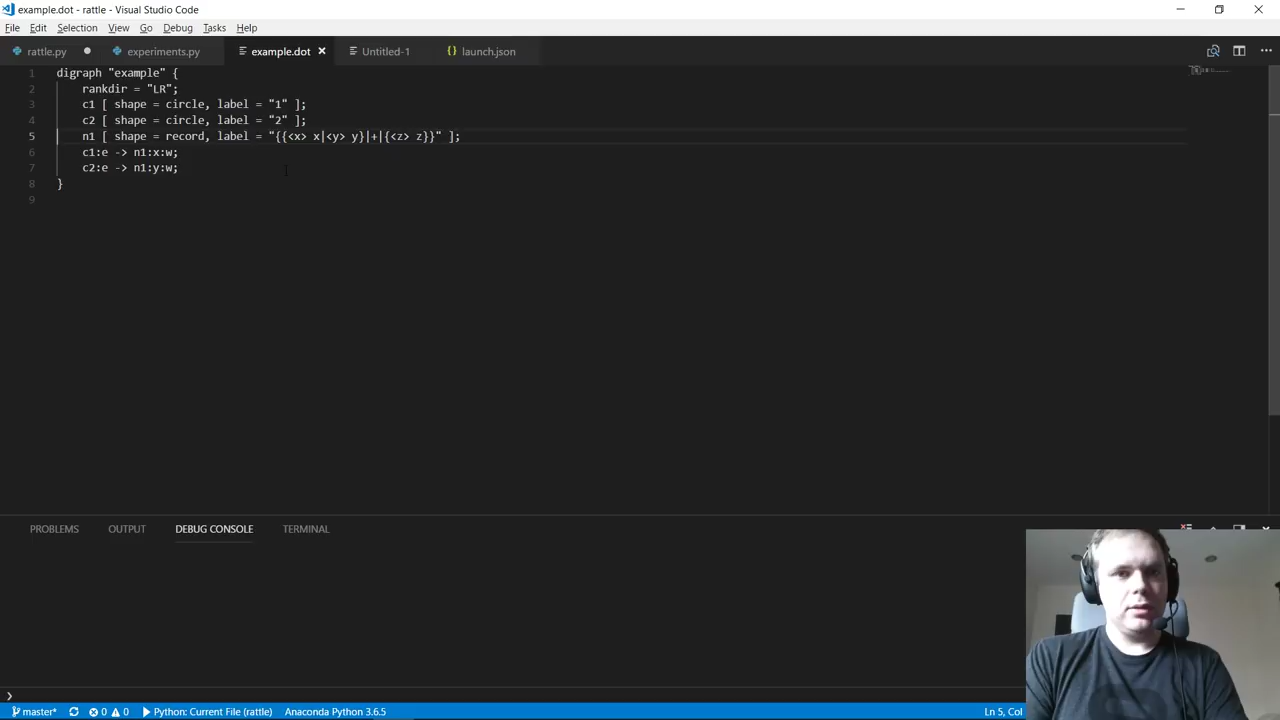 example.dot - rattle - Visual Studio Code
File Edit Selection View Go Debug Tasks Help
rattle.py experiments.py example.dot Untitled-1 launch.json
1 digraph "example" {
2 rankdir = "LR";
3 c1 [ shape = circle, label = "1" ];
4 c2 [ shape = circle, label = "2" ];
5 n1 [ shape = record, label = "{{<x> x|<y> y}|+|{<z> z}}" ];
6 c1:e -> n1:x:w;
7 c2:e -> n1:y:w;
8 }
9
PROBLEMS OUTPUT DEBUG CONSOLE TERMINAL
master* 0 0 Python: Current File (rattle) Anaconda Python 3.6.5 Ln 5, Col